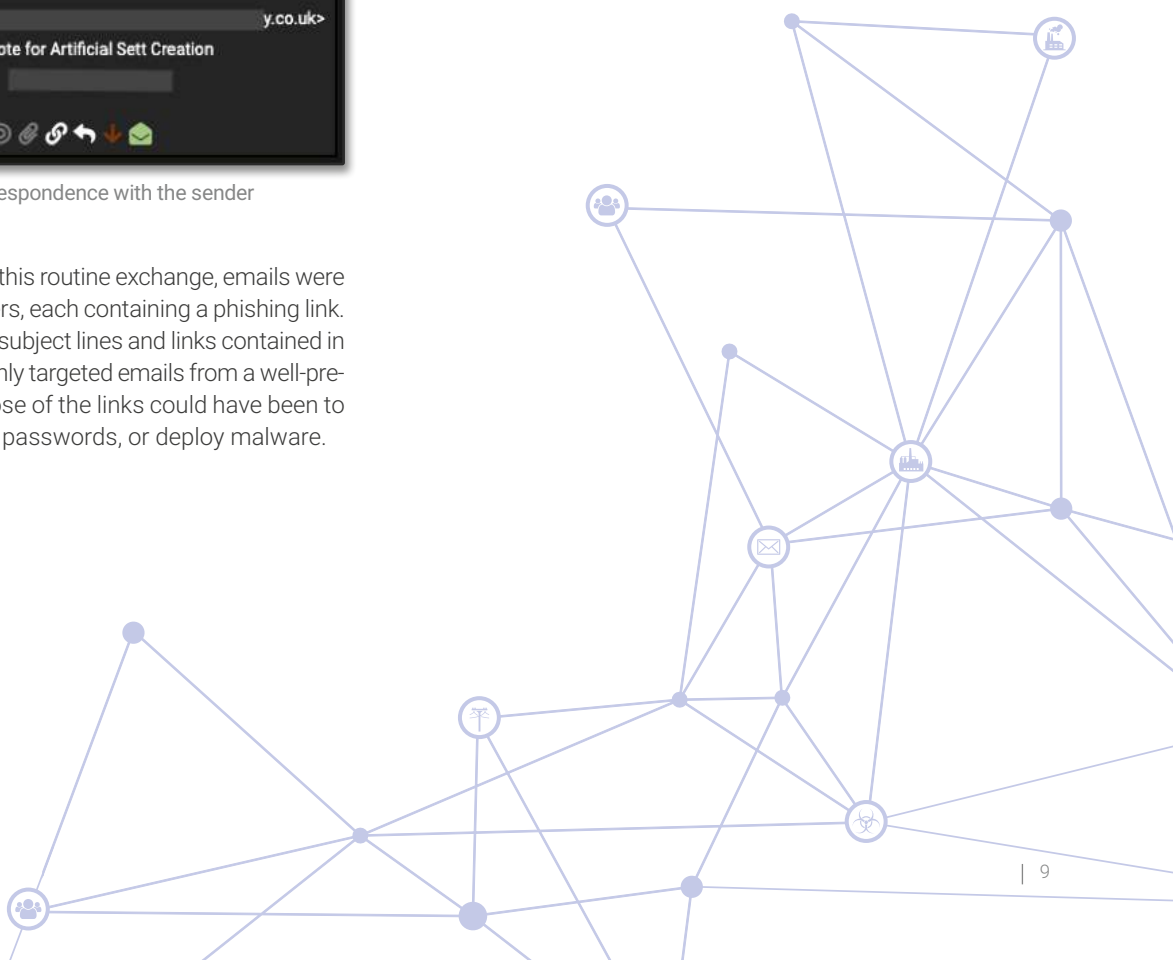 y.co.uk>
ote for Artificial Sett Creation
espondence with the sender
this routine exchange, emails were
rs, each containing a phishing link.
subject lines and links contained in
nly targeted emails from a well-pre-
ose of the links could have been to
passwords, or deploy malware.
| 9